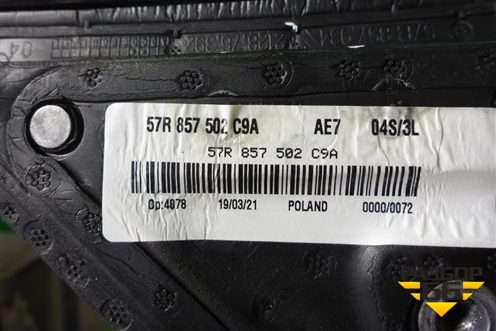 57R 857 502 C9A AE7 04S/3L
57R 857 502 C9A
Op:4078 19/03/21 POLAND 0000/0072
РАЗБОР